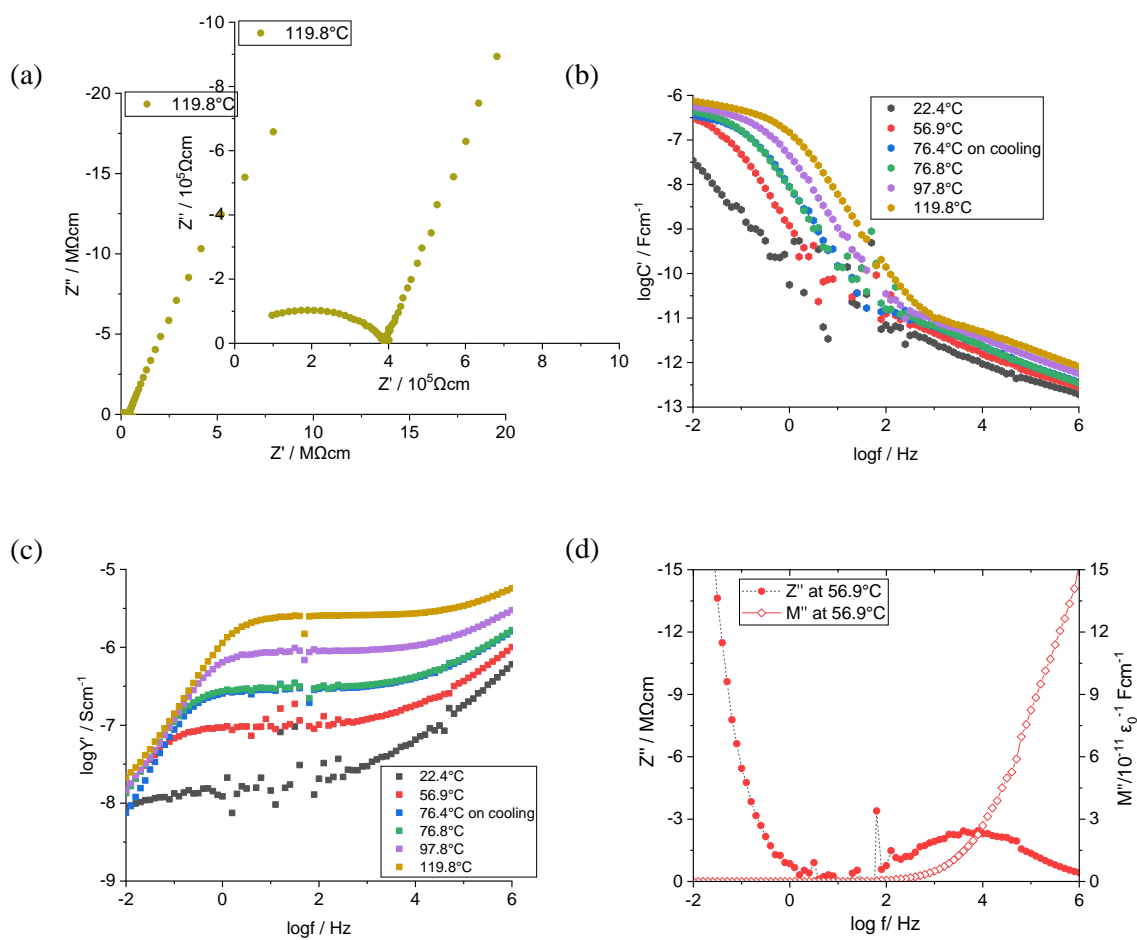 (a)
-20
-15
-10
-5
0
Z'' / MΩcm
119.8°C
0
5
10
15
20
Z' / MΩcm
-10
-8
-6
-4
-2
0
Z'' / 10⁵Ωcm
119.8°C
0
2
4
6
8
10
Z' / 10⁵Ωcm
(b)
-6
-7
-8
-9
-10
-11
-12
-13
logC' / Fcm⁻¹
22.4°C
56.9°C
76.4°C on cooling
76.8°C
97.8°C
119.8°C
-2
0
2
4
6
logf / Hz
(c)
-5
-6
-7
-8
-9
logY' / Scm⁻¹
22.4°C
56.9°C
76.4°C on cooling
76.8°C
97.8°C
119.8°C
-2
0
2
4
6
logf / Hz
(d)
-15
-12
-9
-6
-3
0
Z'' / MΩcm
Z'' at 56.9°C
M'' at 56.9°C
15
12
9
6
3
0
M''/10⁻¹¹ ε₀⁻¹ Fcm⁻¹
-2
0
2
4
6
log f/ Hz